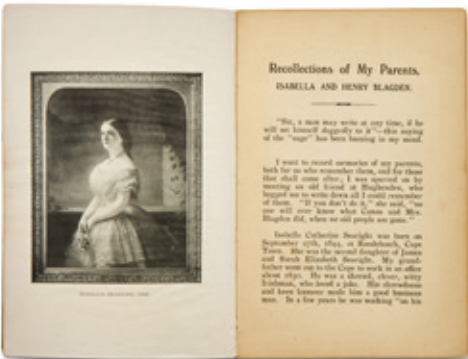 Recollections of My Parents,
ISABELLA AND HENRY BLAGDEN.
"Sir, a man may write at any time, if he
will set himself doggedly to it"—this saying
of the "sage" has been buzzing in my mind.
I want to record memories of my parents,
both for us who remember them, and for those
that shall come after; I was spurred on by
meeting an old friend at Hughenden, who
begged me to write down all I could remember
of them. "If you don't do it," she said, "no
one will ever know what Canon and Mrs.
Blagden did, when we old people are gone."
Isabella Catherine Searight was born on
September 17th, at Rondebosch, Cape
Town. She was the second daughter of James
and Sarah Elizabeth Searight. My grand-
father went out to the Cape to work in an office
about. He was a shrewd, clever, witty
Irishman, who loved a joke. His shrewdness
and keen humour made him a good business
man. In a few years he was working "on his